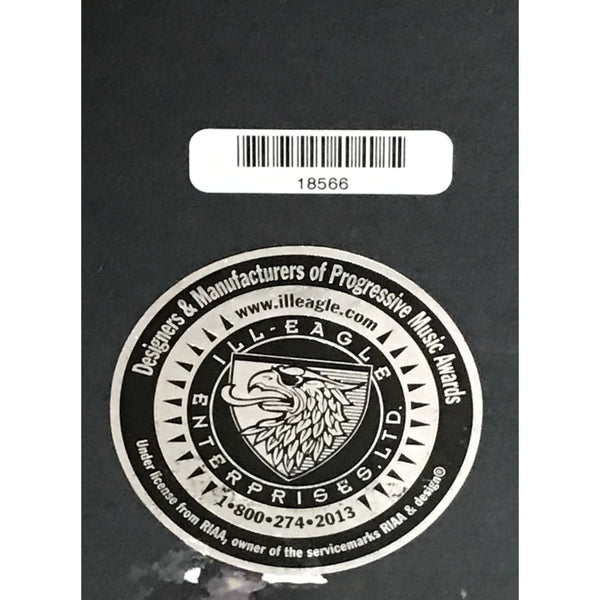 18566
Designers & Manufacturers of Progressive Music Awards
www.illeagle.com
ILL-EAGLE
ENTERPRISES, LTD.
1•800•274•2013
Under license from RIAA, owner of the servicemarks RIAA & design®